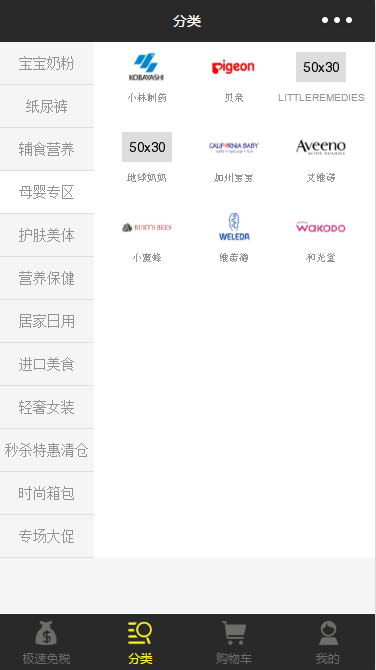 分类
宝宝奶粉
纸尿裤
辅食营养
母婴专区
护肤美体
营养保健
居家日用
进口美食
轻奢女装
秒杀特惠清仓
时尚箱包
专场大促
KOBAYASHI
pigeon
50x30
小林制药
贝亲
LITTLEREMEDIES
50x30
CALIFORNIA BABY
Aveeno
ACTIVE NATURALS
地球奶奶
加州宝宝
艾维诺
BURT'S BEES
WELEDA
WAKODO
小蜜蜂
维蕾德
和光堂
极速免税
分类
购物车
我的